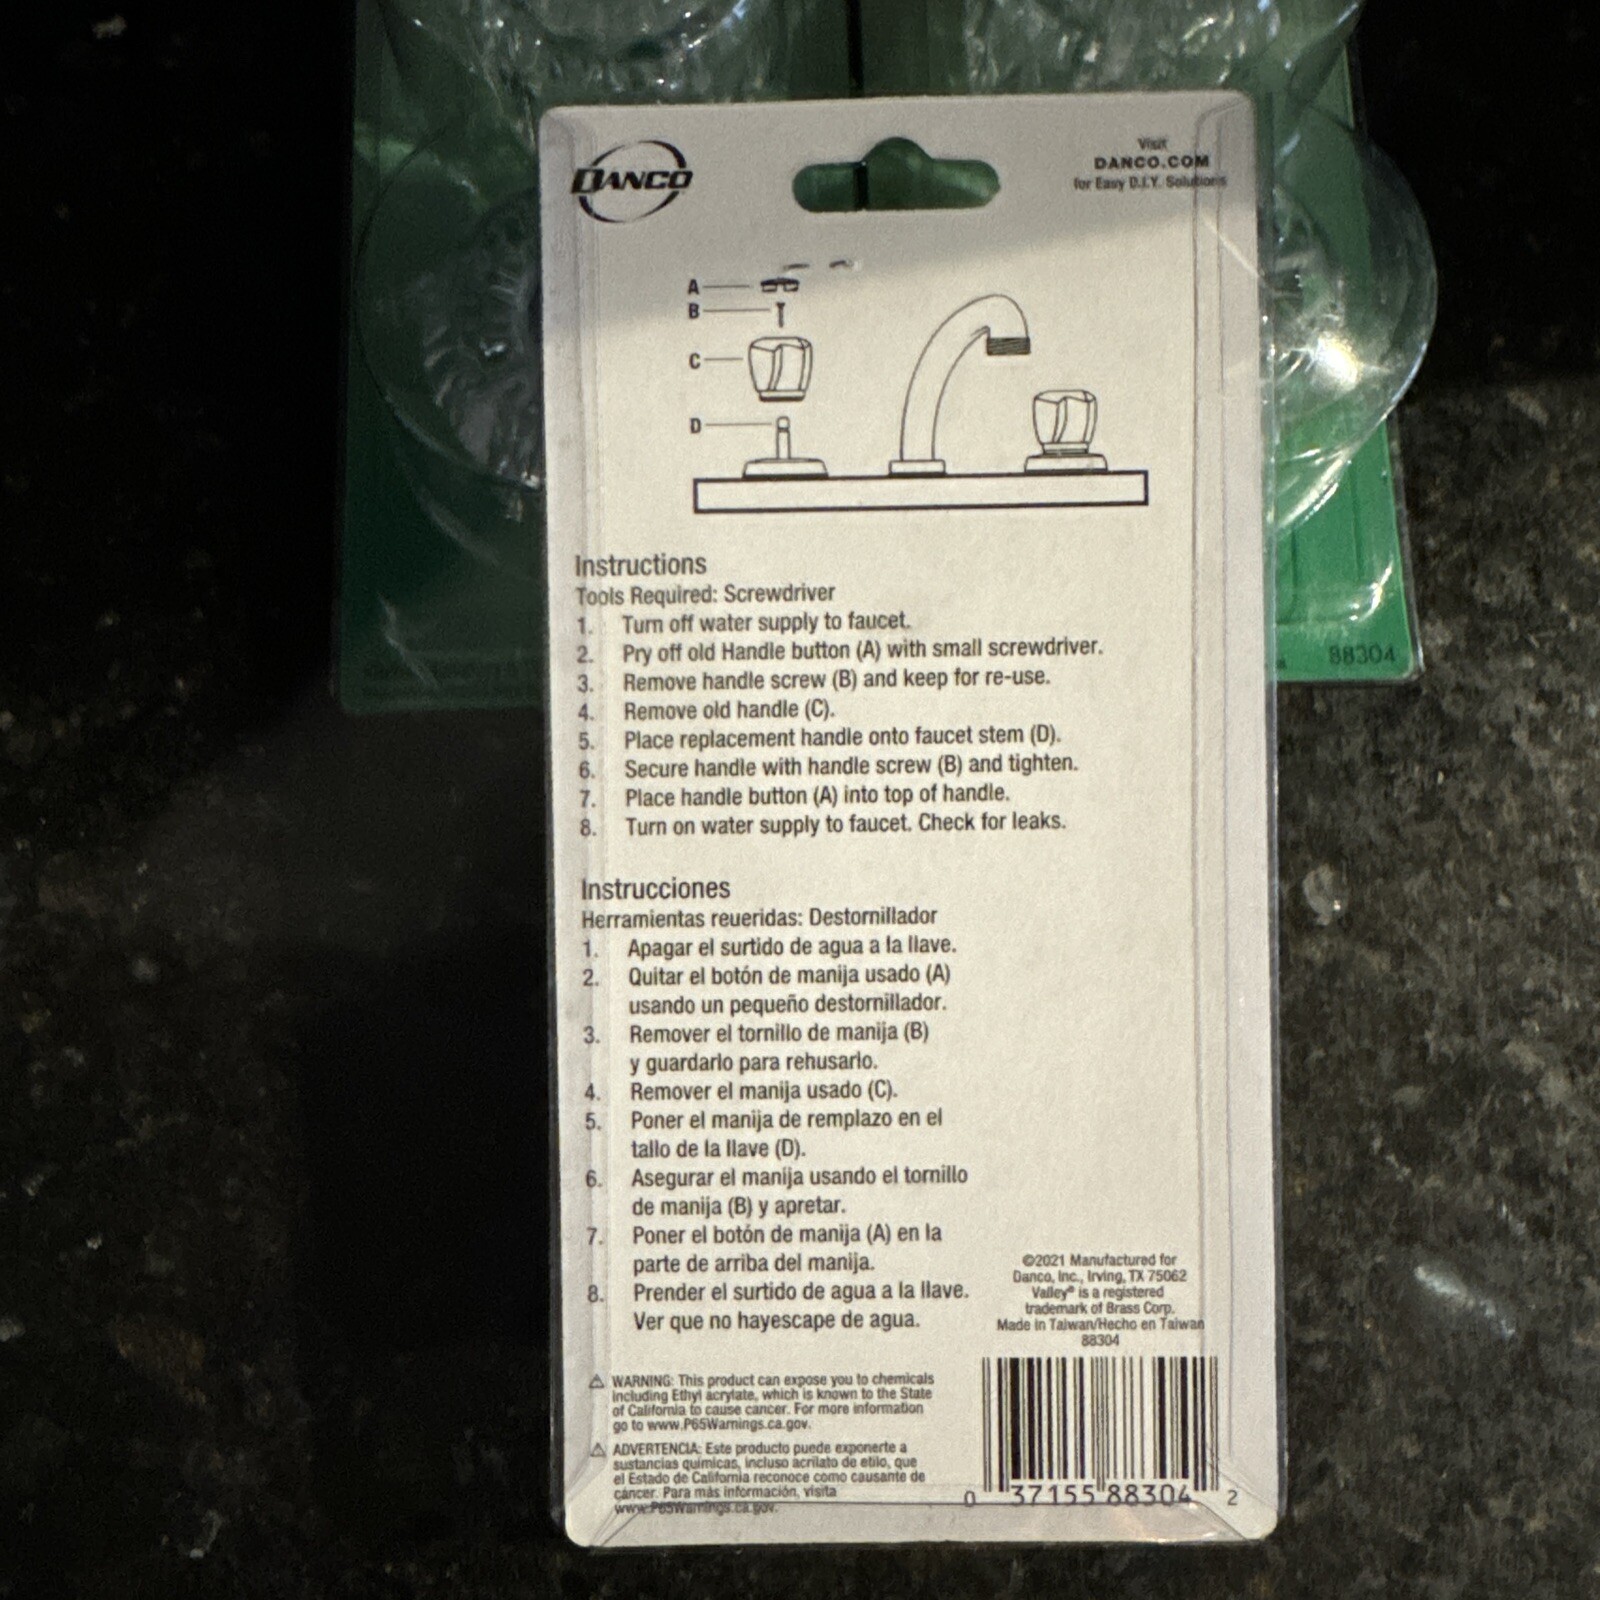 DANCO
Visit
DANCO.COM
for Easy D.I.Y. Solutions
A
B
C
D
Instructions
Tools Required: Screwdriver
1. Turn off water supply to faucet.
2. Pry off old Handle button (A) with small screwdriver.
3. Remove handle screw (B) and keep for re-use.
4. Remove old handle (C).
5. Place replacement handle onto faucet stem (D).
6. Secure handle with handle screw (B) and tighten.
7. Place handle button (A) into top of handle.
8. Turn on water supply to faucet. Check for leaks.
Instrucciones
Herramientas reueridas: Destornillador
1. Apagar el surtido de agua a la llave.
2. Quitar el botón de manija usado (A)
usando un pequeño destornillador.
3. Remover el tornillo de manija (B)
y guardarlo para rehusarlo.
4. Remover el manija usado (C).
5. Poner el manija de remplazo en el
tallo de la llave (D).
6. Asegurar el manija usando el tornillo
de manija (B) y apretar.
7. Poner el botón de manija (A) en la
parte de arriba del manija.
8. Prender el surtido de agua a la llave.
Ver que no hayescape de agua.
©2021 Manufactured for
Danco, Inc., Irving, TX 75062
Valley® is a registered
trademark of Brass Corp.
Made in Taiwan/Hecho en Taiwan
88304
⚠ WARNING: This product can expose you to chemicals
including Ethyl acrylate, which is known to the State
of California to cause cancer. For more information
go to www.P65Warnings.ca.gov.
⚠ ADVERTENCIA: Este producto puede exponerte a
sustancias químicas, incluso acrilato de etilo, que
el Estado de California reconoce como causante de
cáncer. Para más información, visita
www.P65Warnings.ca.gov.
0 37155 88304 2
88304